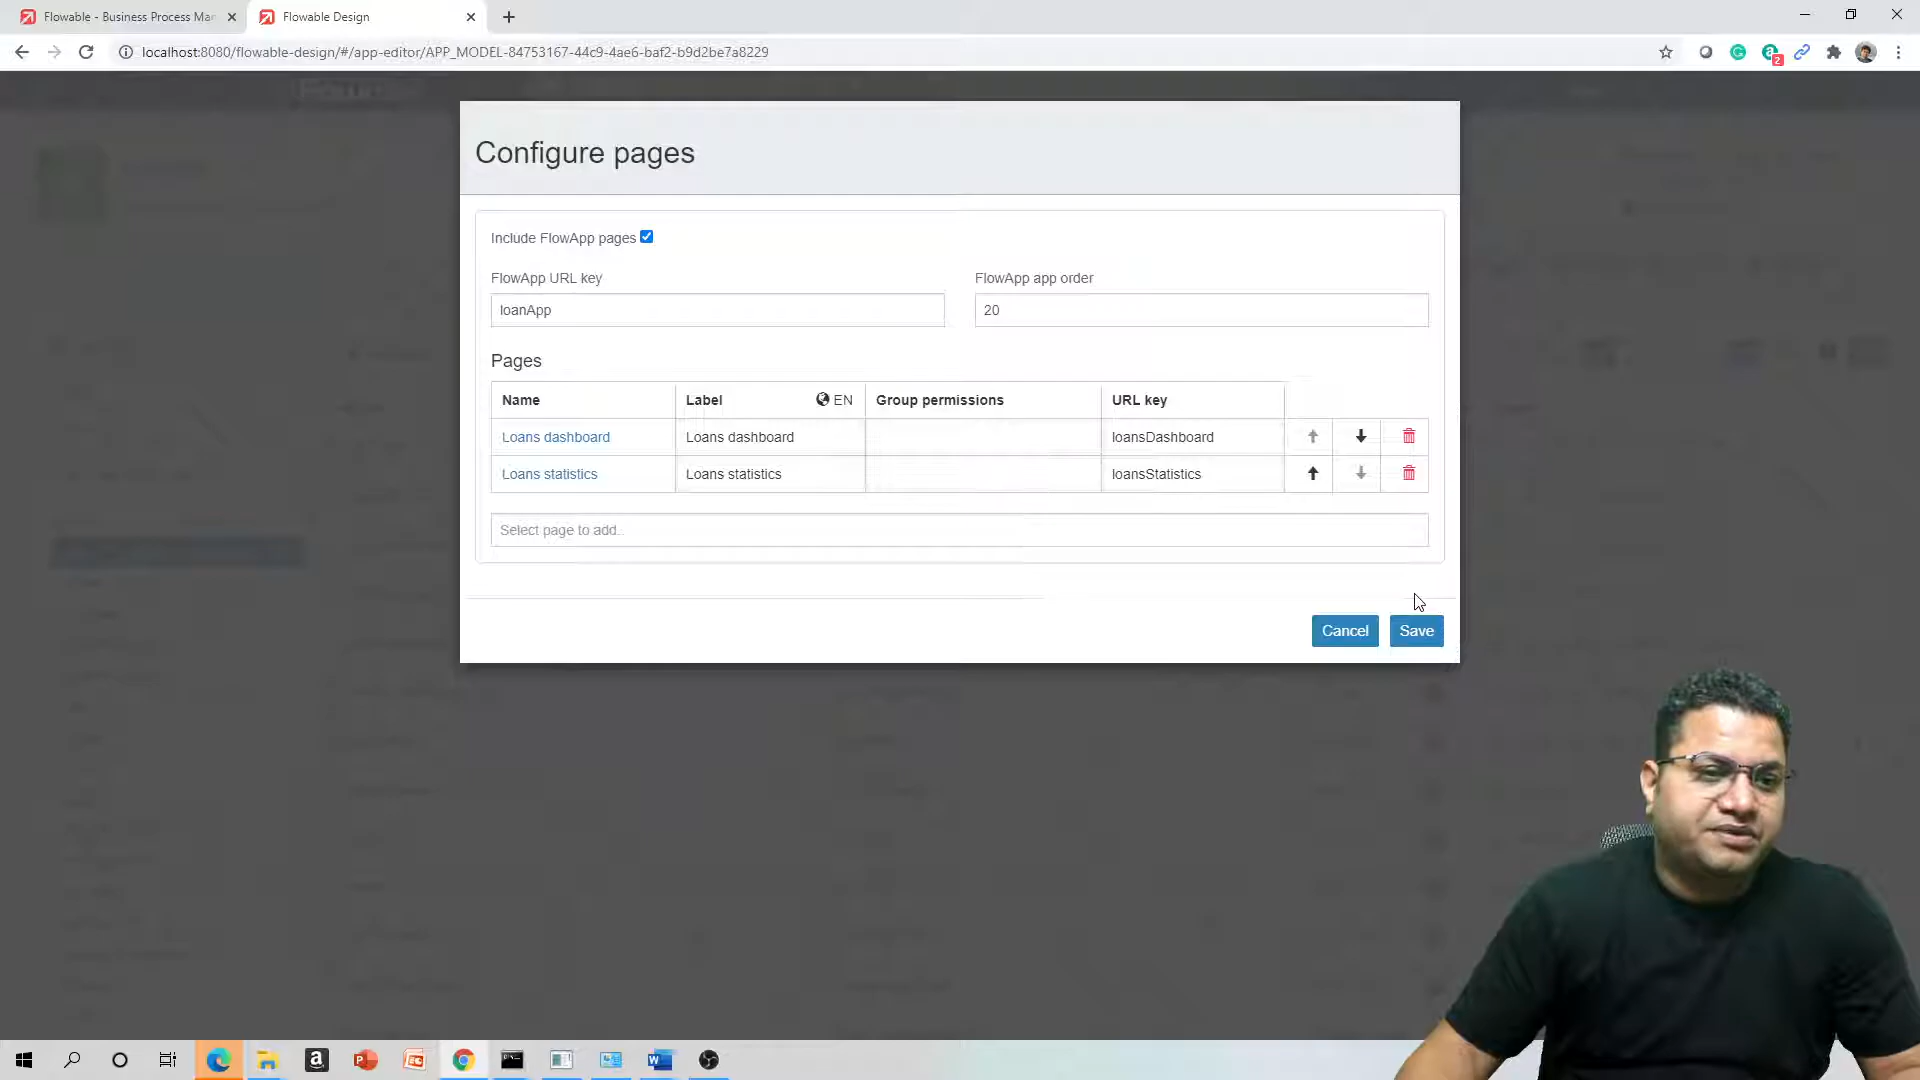 Flowable - Business Process Mar
Flowable Design
localhost:8080/flowable-design/#/app-editor/APP_MODEL-84753167-44c9-4ae6-baf2-b9d2be7a8229
2
Configure pages
Include FlowApp pages
FlowApp URL key
FlowApp app order
loanApp
20
Pages
Name Label EN Group permissions URL key
Loans dashboard Loans dashboard loansDashboard
Loans statistics Loans statistics loansStatistics
Select page to add..
Cancel Save